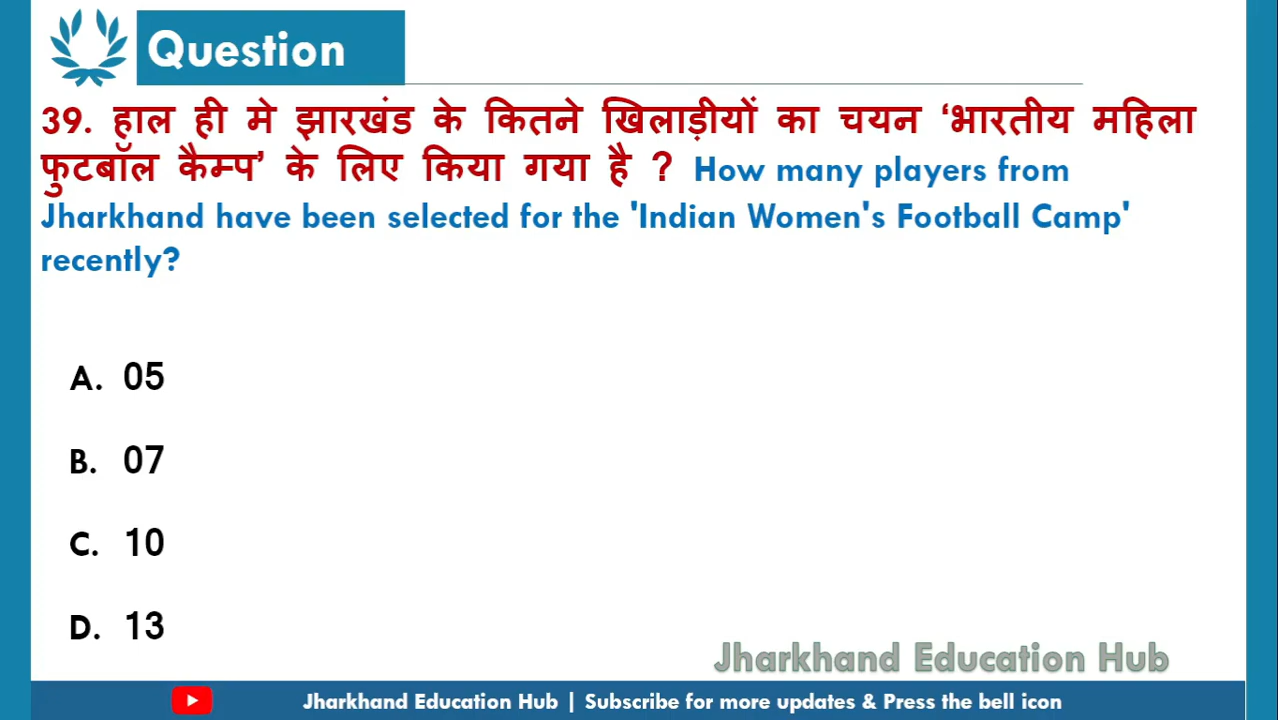 Question
39. हाल ही मे झारखंड के कितने खिलाड़ीयों का चयन ‘भारतीय महिला
फुटबॉल कैम्प’ के लिए किया गया है ? How many players from
Jharkhand have been selected for the 'Indian Women's Football Camp'
recently?
A. 05
B. 07
C. 10
D. 13
Jharkhand Education Hub
Jharkhand Education Hub | Subscribe for more updates & Press the bell icon